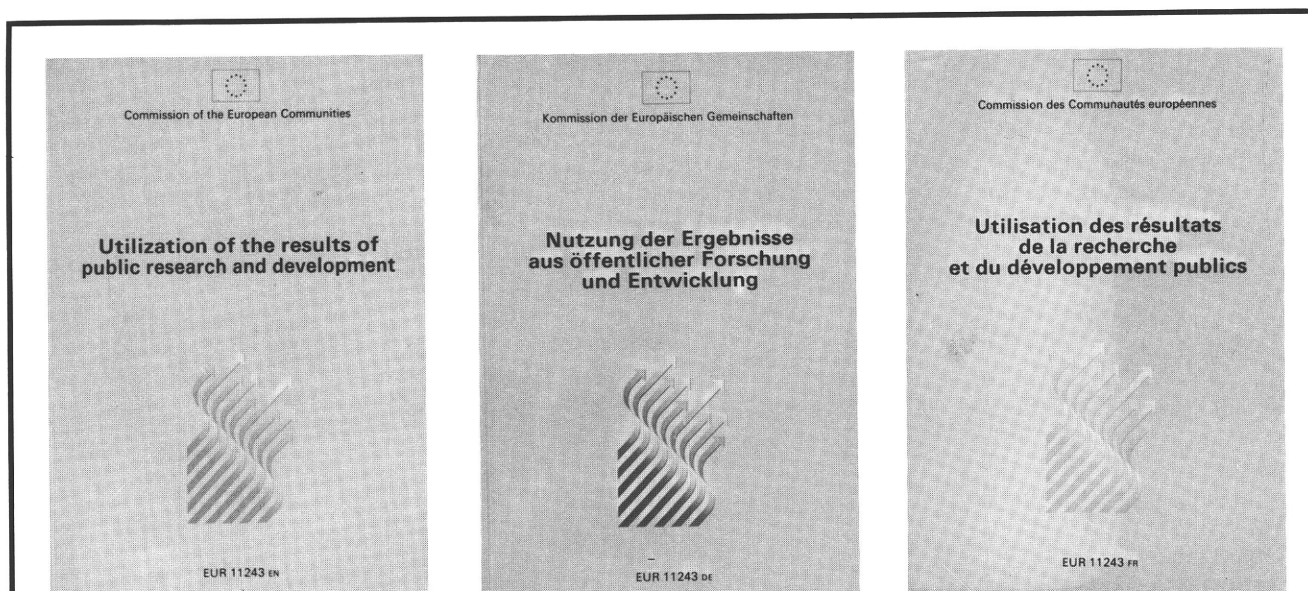 Commission of the European Communities
Utilization of the results of
public research and development
EUR 11243 EN
Kommission der Europäischen Gemeinschaften
Nutzung der Ergebnisse
aus öffentlicher Forschung
und Entwicklung
EUR 11243 DE
Commission des Communautés européennes
Utilisation des résultats
de la recherche
et du développement publics
EUR 11243 FR